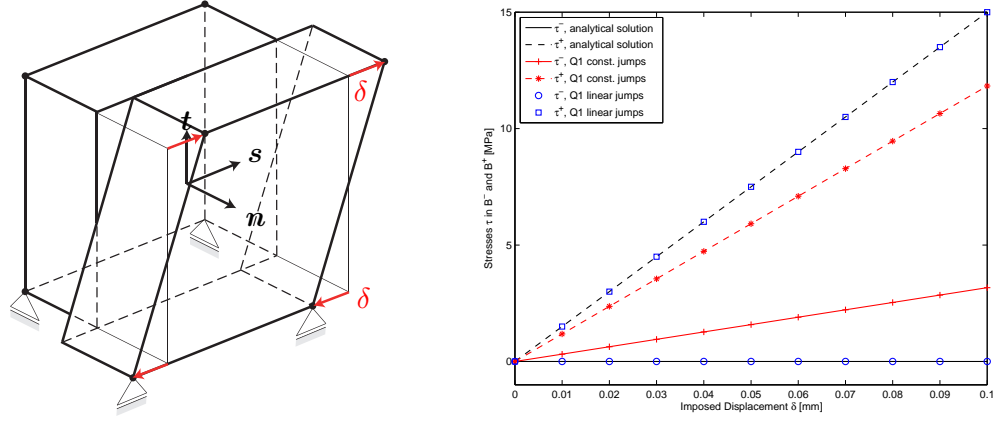 δ
t
s
n
δ
15
10
5
0
τ⁻, analytical solution
τ⁺, analytical solution
τ⁻, Q1 const. jumps
τ⁺, Q1 const. jumps
τ⁻, Q1 linear jumps
τ⁺, Q1 linear jumps
Stresses τ in B⁻ and B⁺ [MPa]
0 0.01 0.02 0.03 0.04 0.05 0.06 0.07 0.08 0.09 0.1
Imposed Displacement δ [mm]